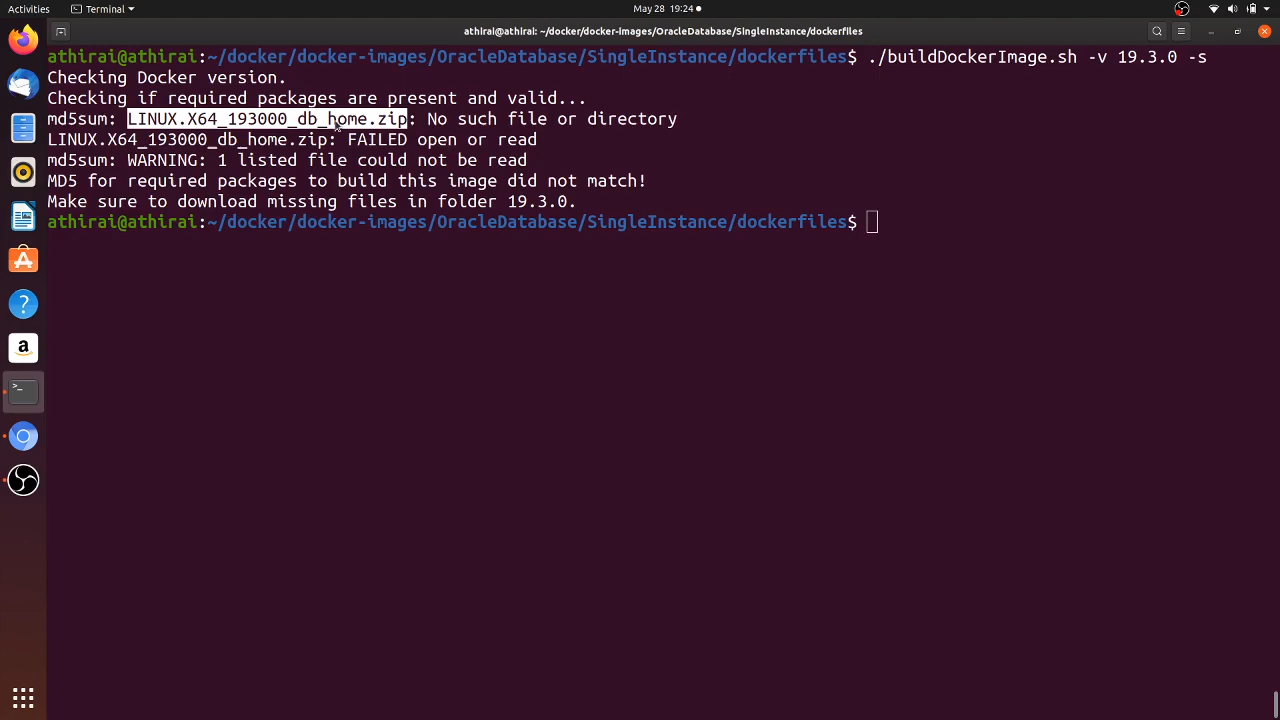 Activities
Terminal
May 28 19:24
athirai@athirai: ~/docker/docker-images/OracleDatabase/SingleInstance/dockerfiles
athirai@athirai:~/docker/docker-images/OracleDatabase/SingleInstance/dockerfiles$ ./buildDockerImage.sh -v 19.3.0 -s
Checking Docker version.
Checking if required packages are present and valid...
md5sum: LINUX.X64_193000_db_home.zip: No such file or directory
LINUX.X64_193000_db_home.zip: FAILED open or read
md5sum: WARNING: 1 listed file could not be read
MD5 for required packages to build this image did not match!
Make sure to download missing files in folder 19.3.0.
athirai@athirai:~/docker/docker-images/OracleDatabase/SingleInstance/dockerfiles$